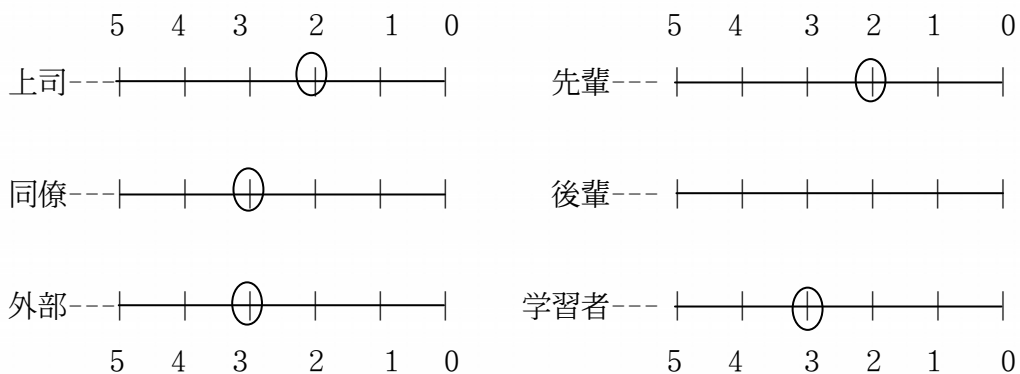 5 4 3 2 1 0 5 4 3 2 1 0
上司--- 先輩---
同僚--- 後輩---
外部--- 学習者---
5 4 3 2 1 0 5 4 3 2 1 0